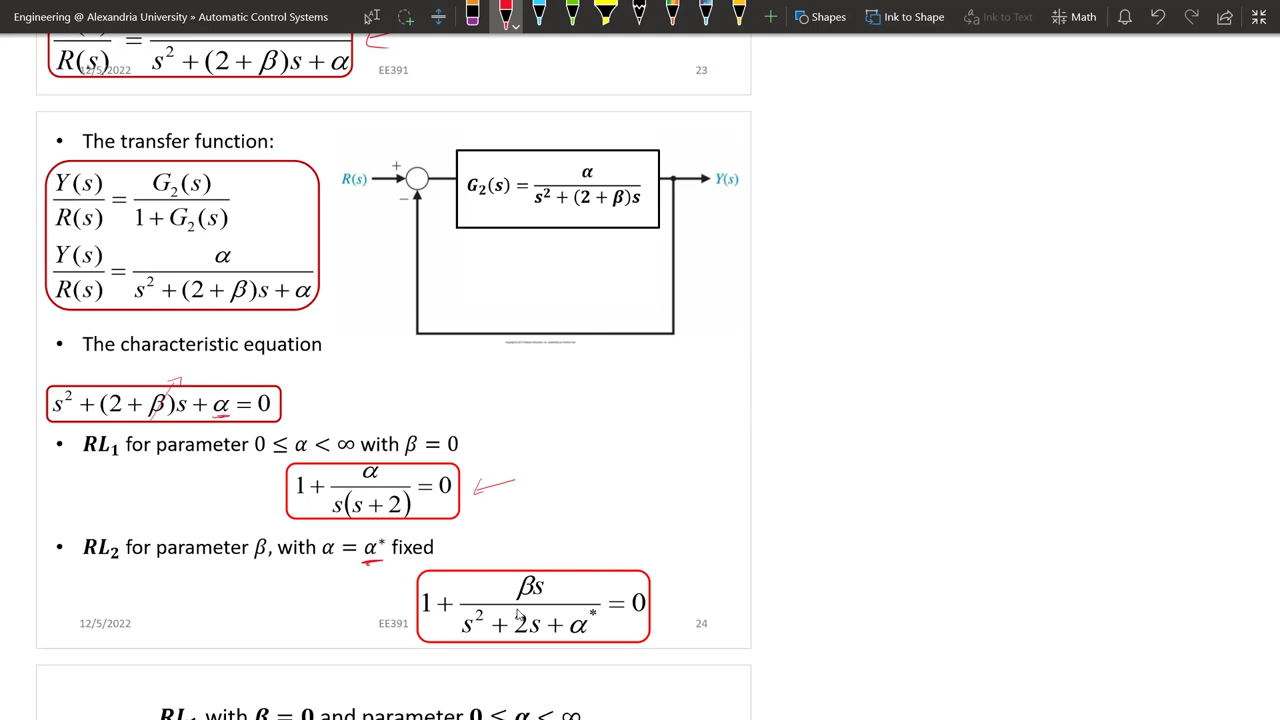 Engineering @ Alexandria University » Automatic Control Systems
Shapes
Ink to Shape
Ink to Text
Math
R(s) = s² + (2 + β)s + α
12/5/2022
EE391
23
• The transfer function:
Y(s)/R(s) = G₂(s)/(1 + G₂(s))
Y(s)/R(s) = α/(s² + (2 + β)s + α)
R(s)
+
−
G₂(s) = α/(s² + (2 + β)s)
Y(s)
• The characteristic equation
s² + (2 + β)s + α = 0
• RL₁ for parameter 0 ≤ α < ∞ with β = 0
1 + α/(s(s + 2)) = 0
• RL₂ for parameter β, with α = α* fixed
1 + βs/(s² + 2s + α*) = 0
12/5/2022
EE391
24
with β = 0 and parameter 0 ≤ α < ∞